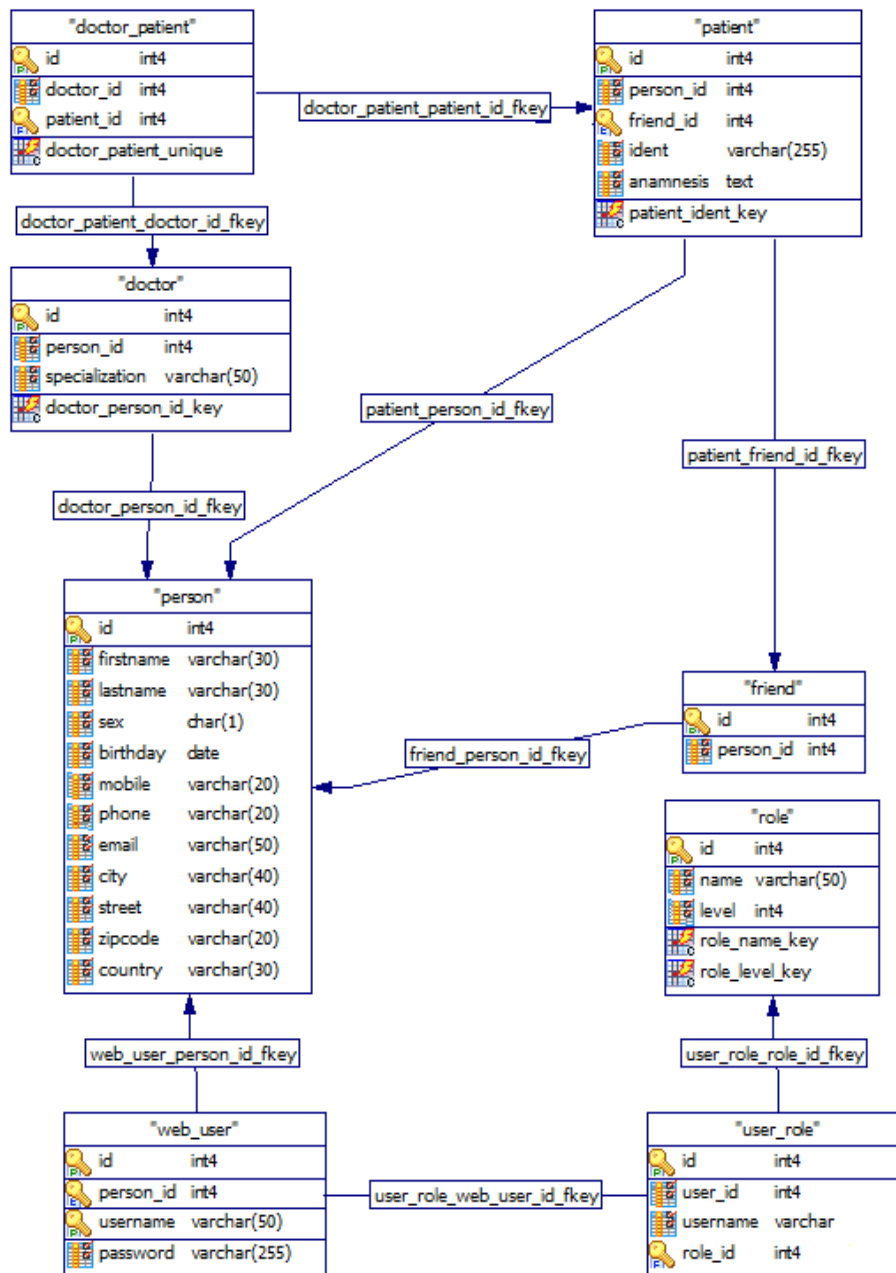 "doctor_patient"
id int4
doctor_id int4
patient_id int4
doctor_patient_unique
"patient"
id int4
person_id int4
friend_id int4
ident varchar(255)
anamnesis text
patient_ident_key
doctor_patient_patient_id_fkey
doctor_patient_doctor_id_fkey
"doctor"
id int4
person_id int4
specialization varchar(50)
doctor_person_id_key
patient_person_id_fkey
patient_friend_id_fkey
doctor_person_id_fkey
"person"
id int4
firstname varchar(30)
lastname varchar(30)
sex char(1)
birthday date
mobile varchar(20)
phone varchar(20)
email varchar(50)
city varchar(40)
street varchar(40)
zipcode varchar(20)
country varchar(30)
"friend"
id int4
person_id int4
friend_person_id_fkey
"role"
id int4
name varchar(50)
level int4
role_name_key
role_level_key
web_user_person_id_fkey
user_role_role_id_fkey
"web_user"
id int4
person_id int4
username varchar(50)
password varchar(255)
user_role_web_user_id_fkey
"user_role"
id int4
user_id int4
username varchar
role_id int4